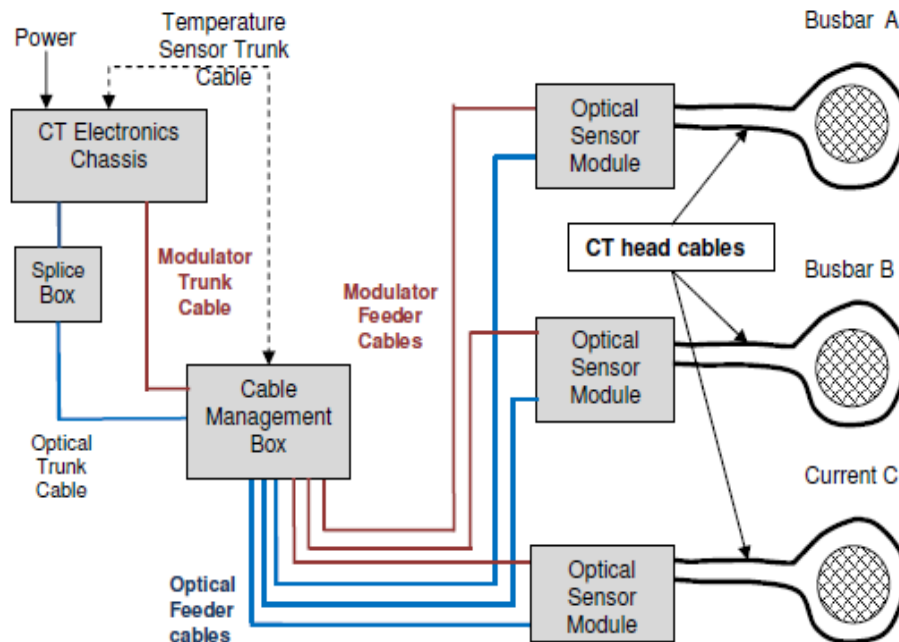 Power
Temperature
Sensor Trunk
Cable
Busbar A
CT Electronics
Chassis
Optical
Sensor
Module
Splice
Box
Modulator
Trunk
Cable
Modulator
Feeder
Cables
CT head cables
Busbar B
Optical
Sensor
Module
Cable
Management
Box
Optical
Trunk
Cable
Current C
Optical
Feeder
cables
Optical
Sensor
Module